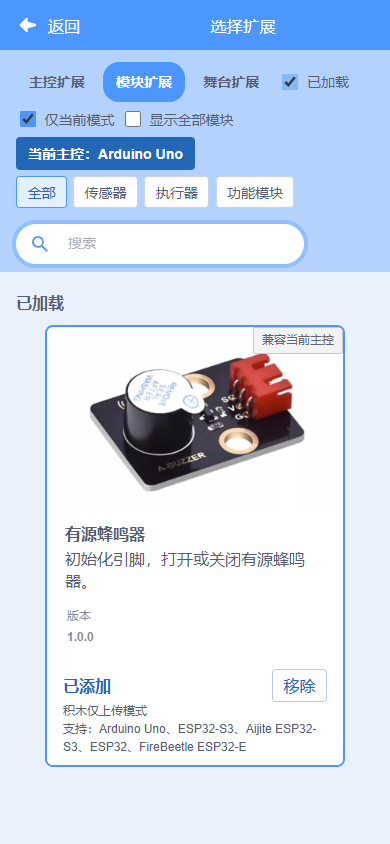 返回
选择扩展
主控扩展 模块扩展 舞台扩展 已加载
仅当前模式 显示全部模块
当前主控：Arduino Uno
全部 传感器 执行器 功能模块
搜索
已加载
兼容当前主控
REMOVE
SEAL
AFTER
WASHING
A-BUZZER
有源蜂鸣器
初始化引脚，打开或关闭有源蜂鸣
器。
版本
1.0.0
已添加 移除
积木仅上传模式
支持：Arduino Uno、ESP32-S3、Aijite ESP32-
S3、ESP32、FireBeetle ESP32-E